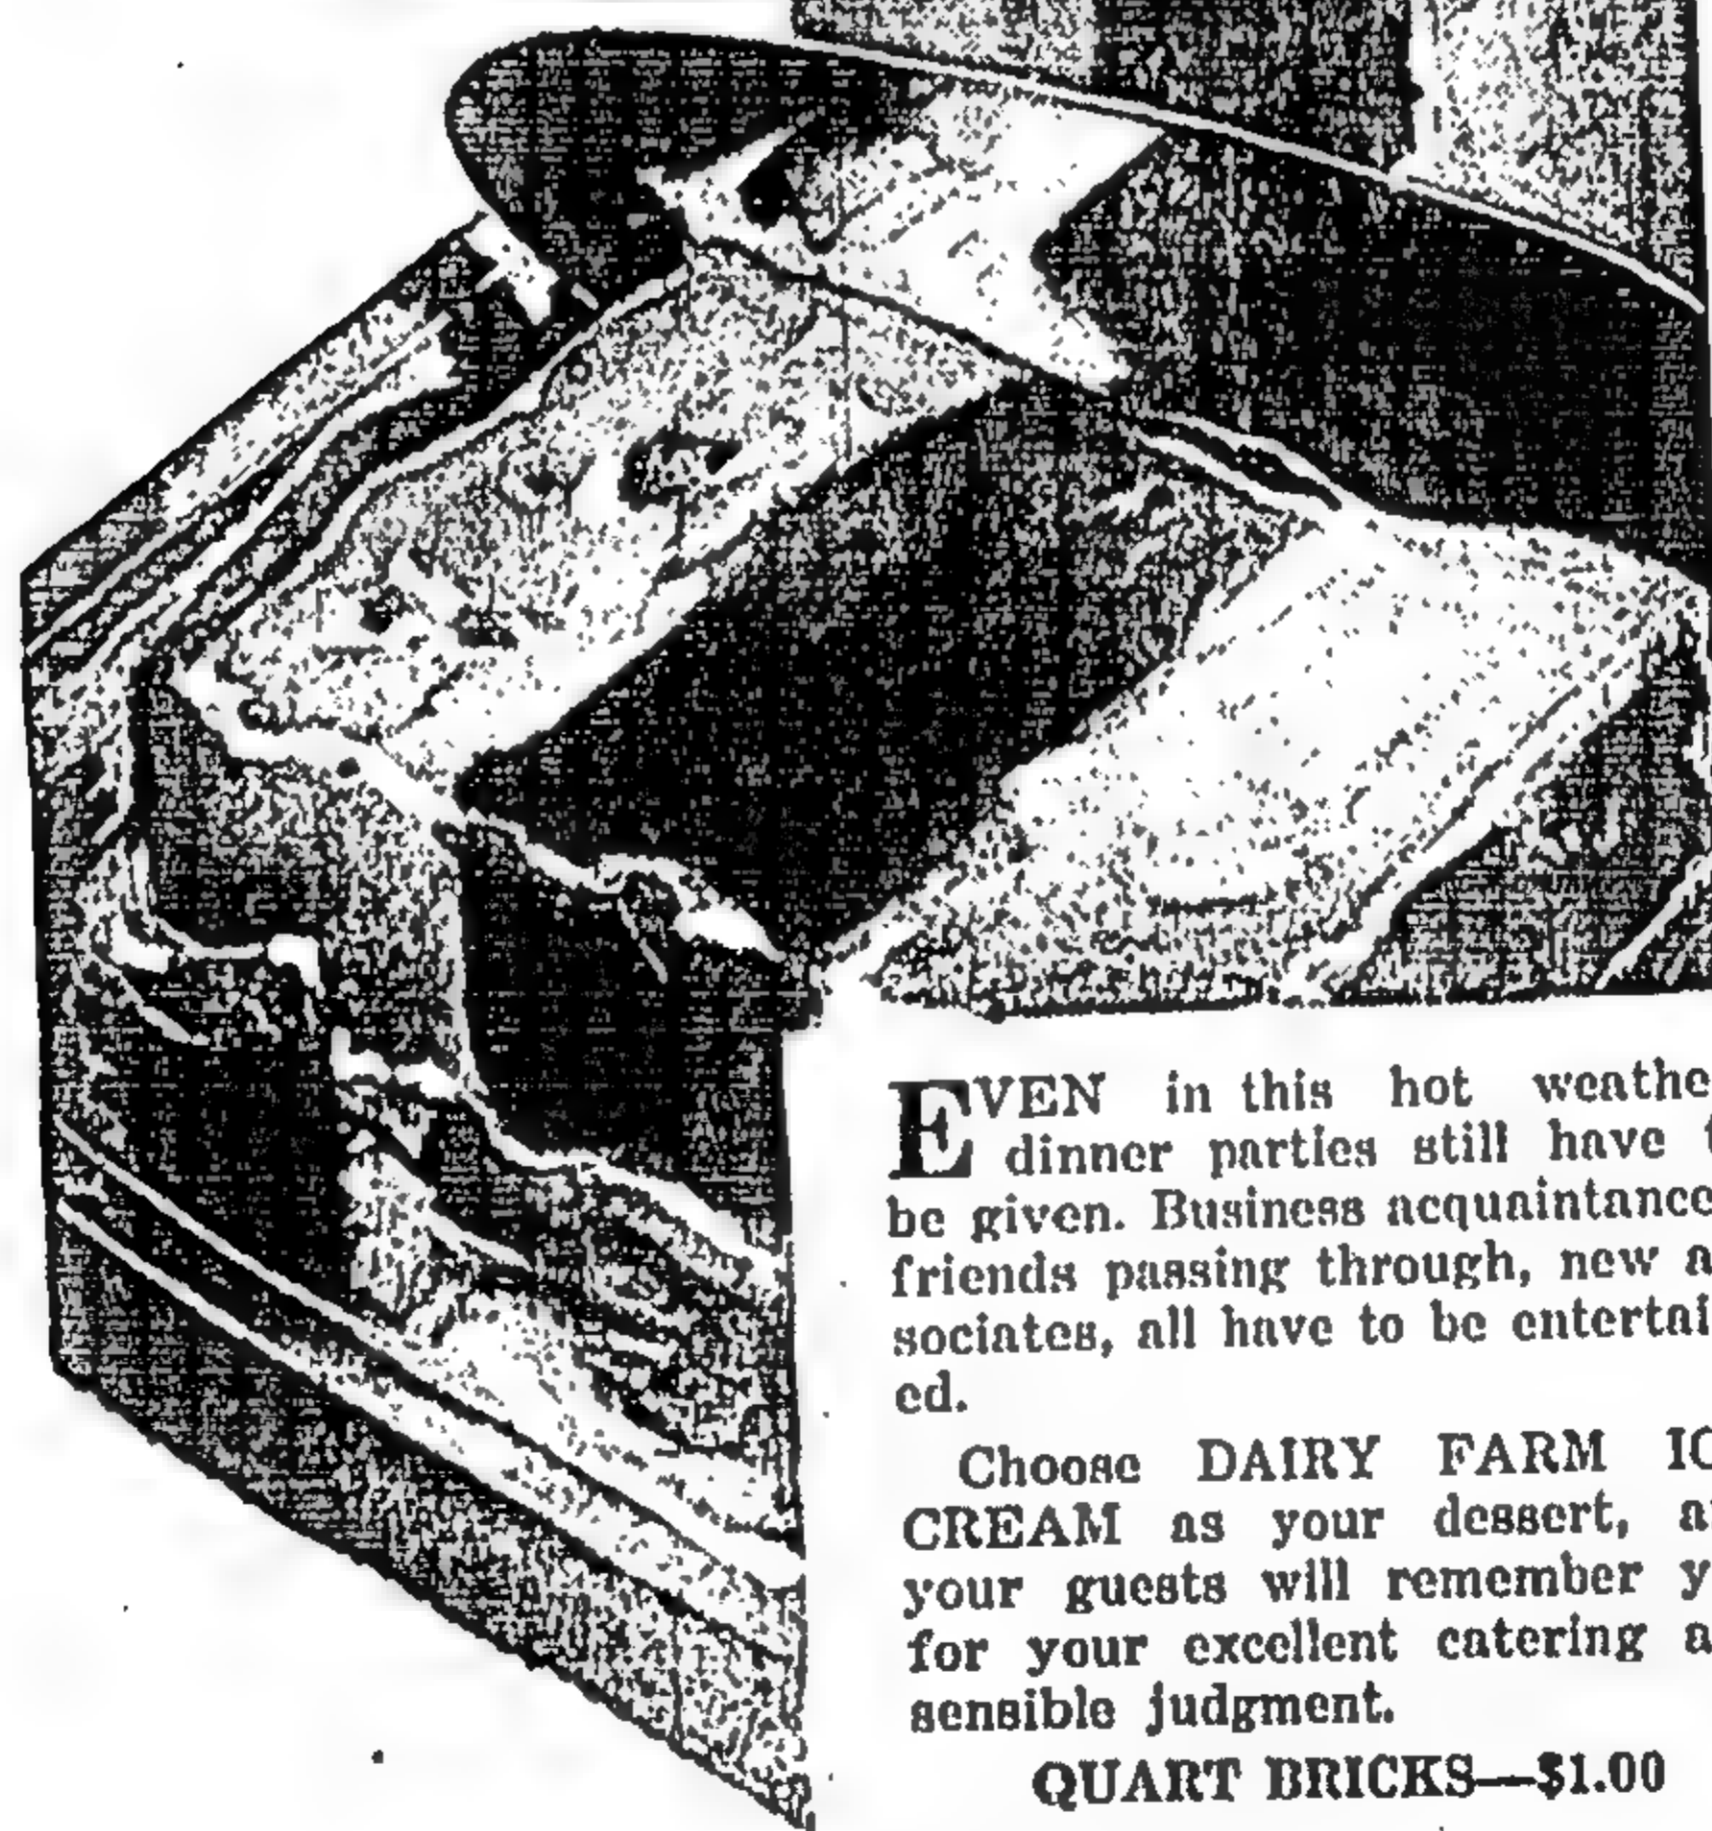 EVEN in this hot weathe
dinner parties still have t
be given. Business acquaintance
friends passing through, new a
sociates, all have to be entertai
ed.
Choose DAIRY FARM IC
CREAM as your dessert, a
your guests will remember y
for your excellent catering a
sensible judgment.
QUART BRICKS—$1.00